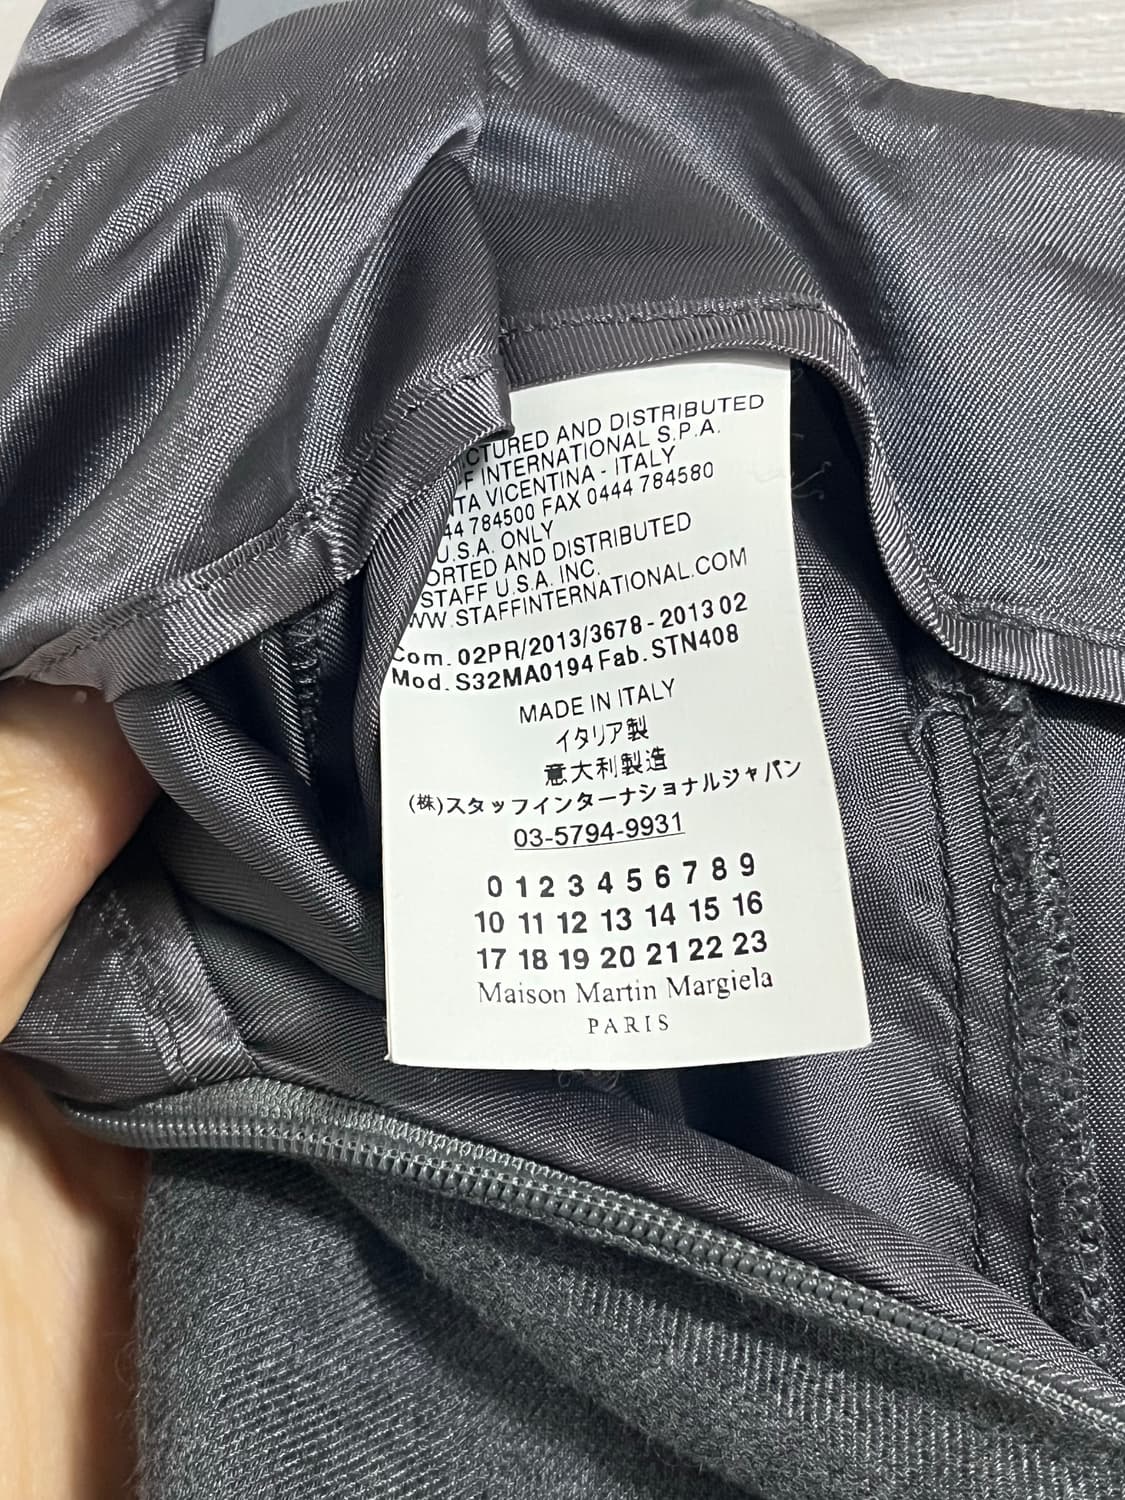 CTURED AND DISTRIBUTED
F INTERNATIONAL S.P.A.
TA VICENTINA - ITALY
44 784500 FAX 0444 784580
U.S.A. ONLY
ORTED AND DISTRIBUTED
STAFF U.S.A. INC.
WW.STAFFINTERNATIONAL.COM
Com. 02PR/2013/3678 - 2013 02
Mod. S32MA0194 Fab. STN408
MADE IN ITALY
イタリア製
意大利製造
(株)スタッフインターナショナルジャパン
03-5794-9931
0 1 2 3 4 5 6 7 8 9
10 11 12 13 14 15 16
17 18 19 20 21 22 23
Maison Martin Margiela
PARIS